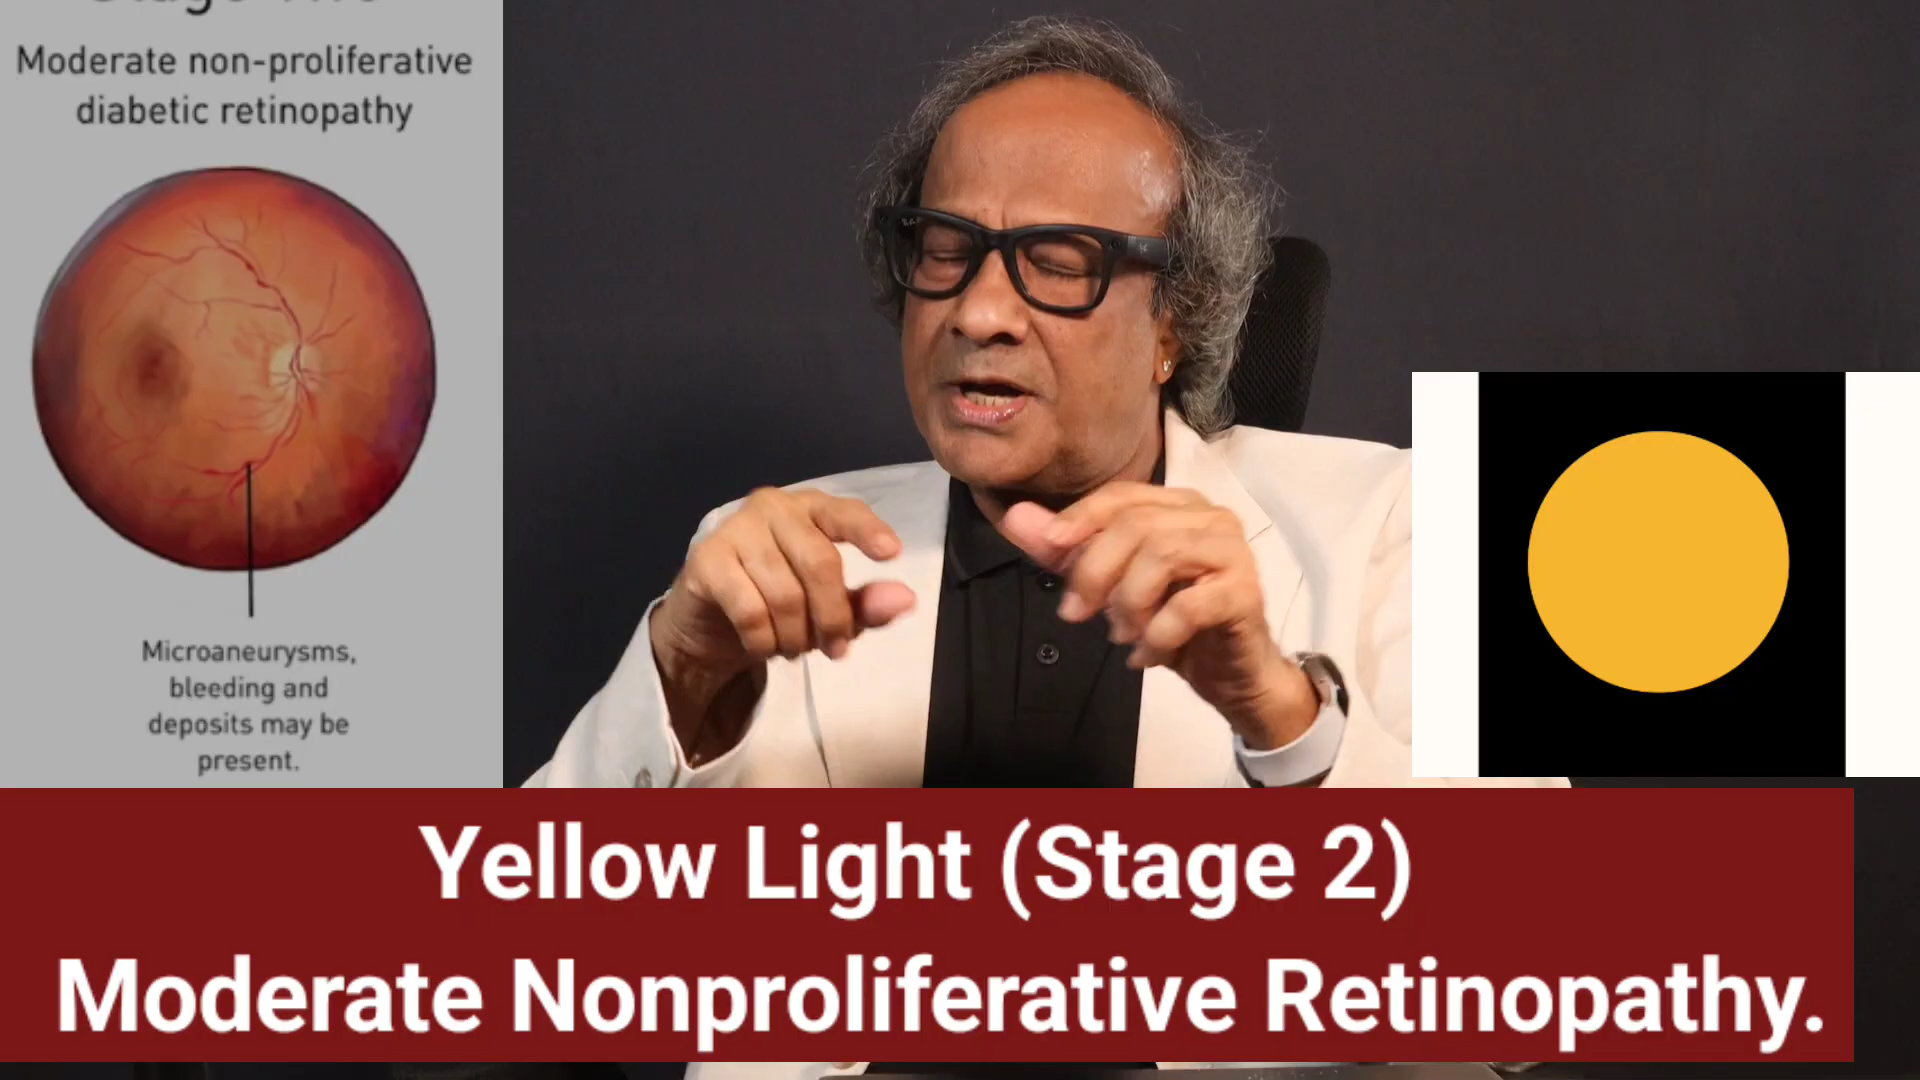 Moderate non-proliferative
diabetic retinopathy
Microaneurysms,
bleeding and
deposits may be
present.
Yellow Light (Stage 2)
Moderate Nonproliferative Retinopathy.